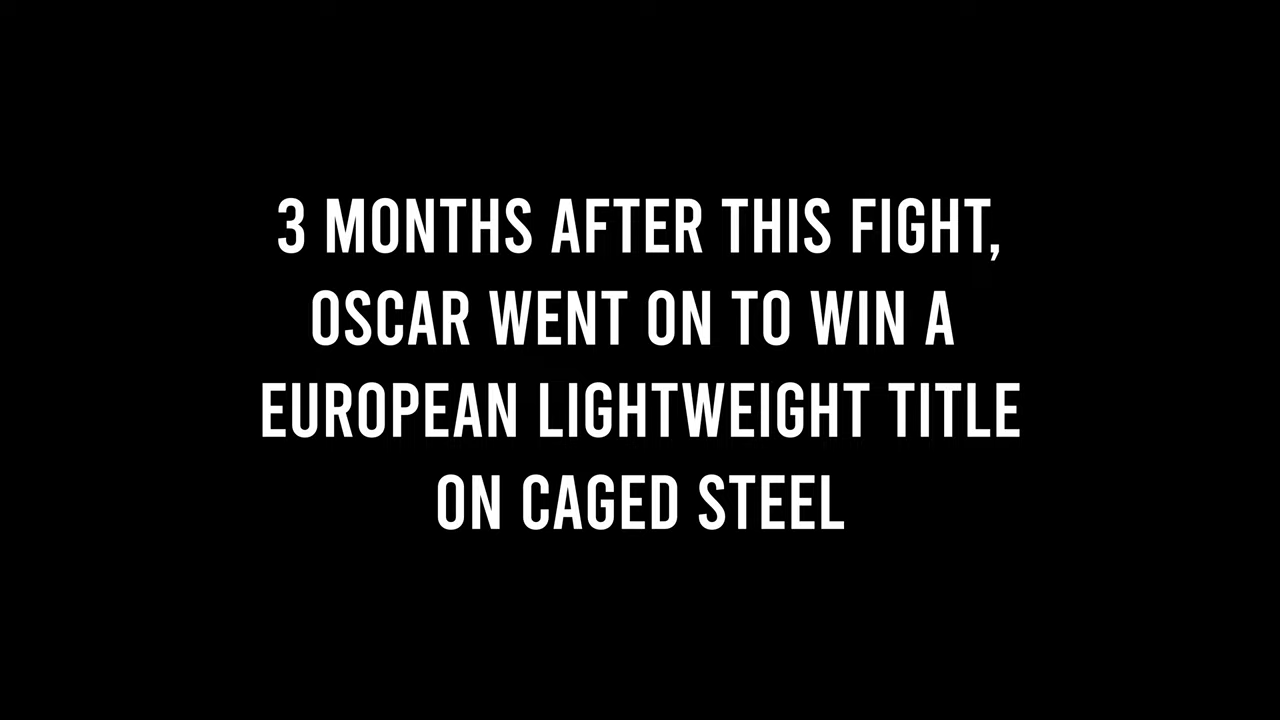 3 MONTHS AFTER THIS FIGHT,
OSCAR WENT ON TO WIN A
EUROPEAN LIGHTWEIGHT TITLE
ON CAGED STEEL